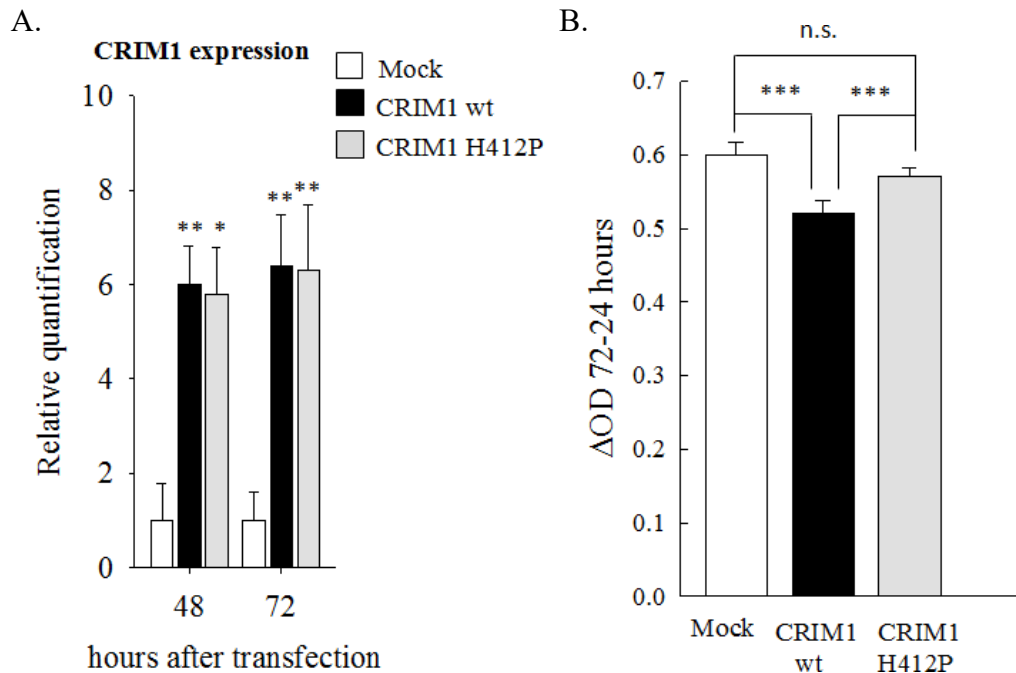 A.
CRIM1 expression
Mock
CRIM1 wt
CRIM1 H412P
10
8
6
4
2
0
Relative quantification
** *
** **
48 72
hours after transfection
B.
n.s.
*** ***
0.7
0.6
0.5
0.4
0.3
0.2
0.1
0.0
ΔOD 72-24 hours
Mock CRIM1 CRIM1
wt H412P